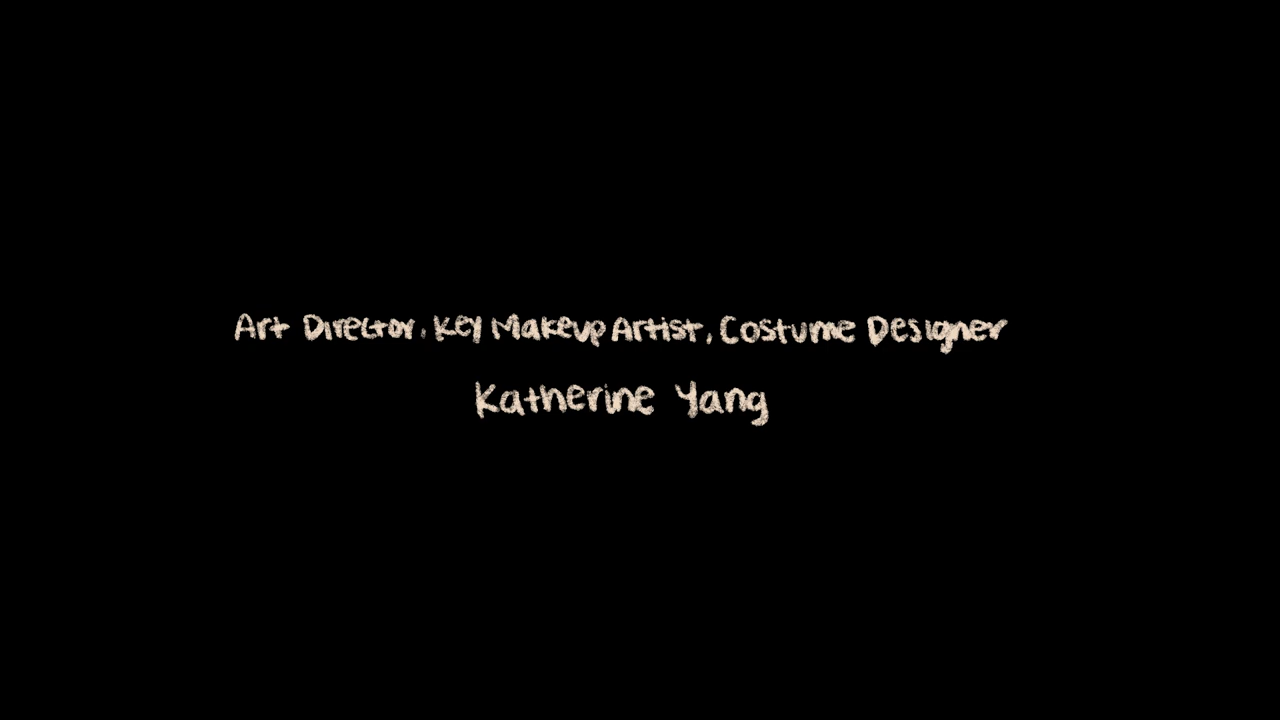 Art Director, Key Makeup Artist, Costume Designer
Katherine Yang